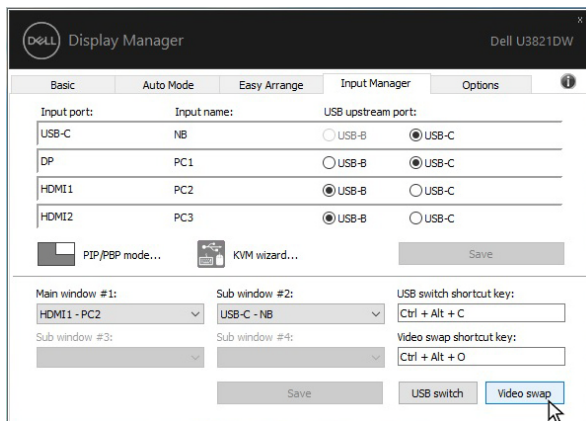 DELL Display Manager Dell U3821DW
x
Basic Auto Mode Easy Arrange Input Manager Options i
Input port: Input name: USB upstream port:
USB-C NB USB-B USB-C
DP PC1 USB-B USB-C
HDMI1 PC2 USB-B USB-C
HDMI2 PC3 USB-B USB-C
PIP/PBP mode... KVM wizard... Save
Main window #1: Sub window #2: USB switch shortcut key:
HDMI1 - PC2 USB-C - NB Ctrl + Alt + C
Sub window #3: Sub window #4: Video swap shortcut key:
Ctrl + Alt + O
Save USB switch Video swap